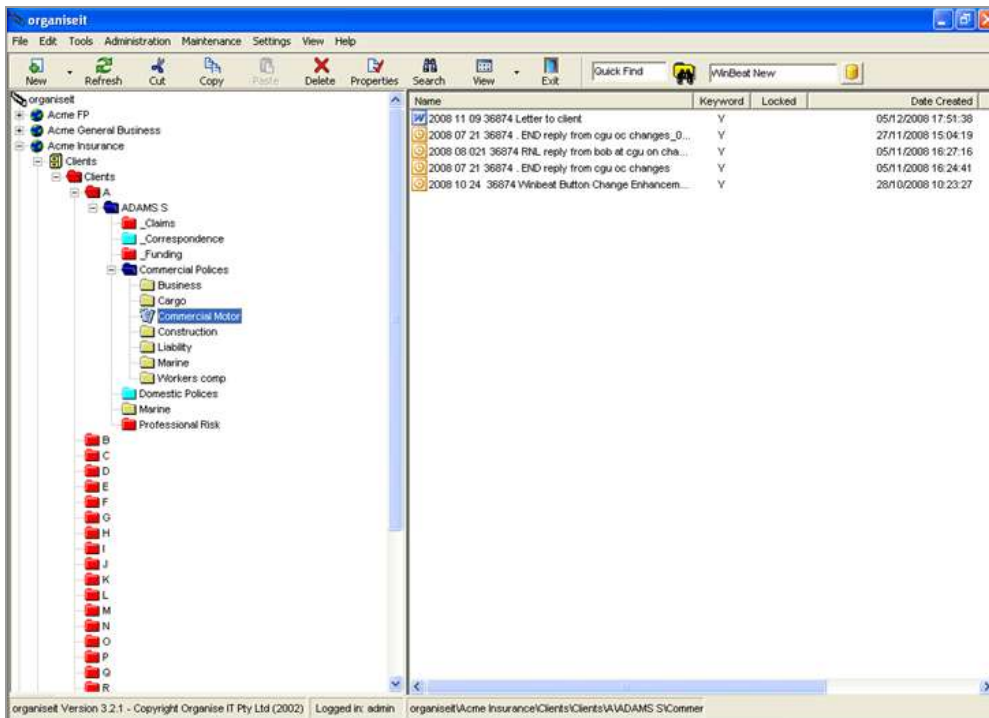 organiseit
File Edit Tools Administration Maintenance Settings View Help
New Refresh Cut Copy Paste Delete Properties Search View Exit Quick Find WinBeat New
organiseit
Acme FP
Acme General Business
Acme Insurance
Clients
Clients
A
ADAMS S
_Claims
_Correspondence
_Funding
Commercial Polices
Business
Cargo
Commercial Motor
Construction
Liability
Marine
Workers comp
Domestic Polices
Marine
Professional Risk
B
C
D
E
F
G
H
I
J
K
L
M
N
O
P
Q
R
Name Keyword Locked Date Created
2008 11 09 36874 Letter to client Y 05/12/2008 17:51:38
2008 07 21 36874 . END reply from cgu oc changes_0... Y 27/11/2008 15:04:19
2008 08 021 36874 RNL reply from bob at cgu on cha... Y 05/11/2008 16:27:16
2008 07 21 36874 . END reply from cgu oc changes Y 05/11/2008 16:24:41
2008 10 24 36874 Winbeat Button Change Enhancem... Y 28/10/2008 10:23:27
organiseit Version 3.2.1 - Copyright Organise IT Pty Ltd (2002) Logged in: admin organiseit\Acme Insurance\Clients\Clients\A\ADAMS S\Commer